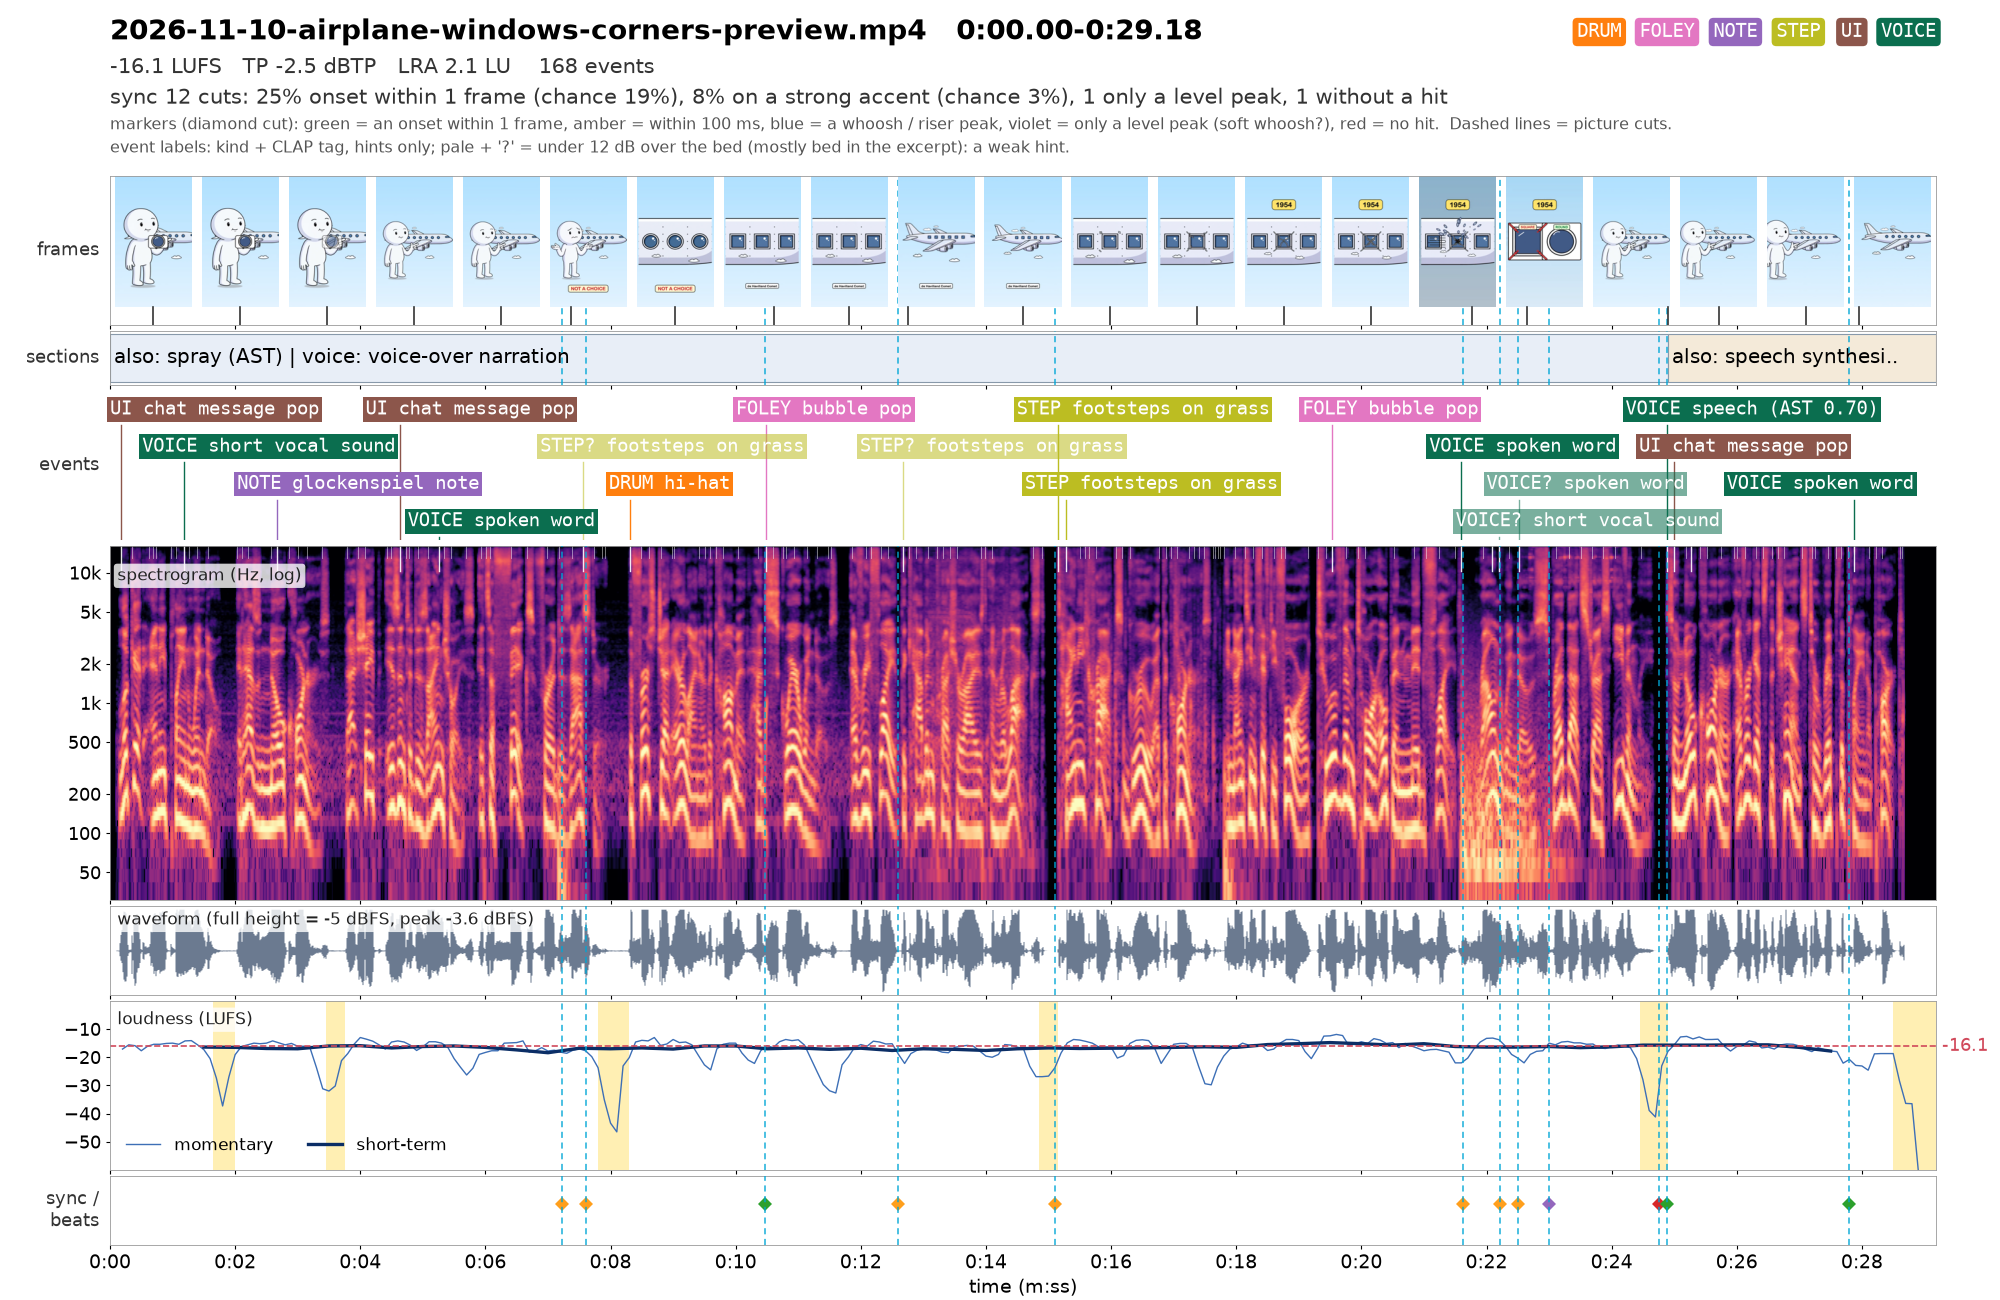 2026-11-10-airplane-windows-corners-preview.mp4   0:00.00-0:29.18
DRUM FOLEY NOTE STEP UI VOICE
-16.1 LUFS   TP -2.5 dBTP   LRA 2.1 LU    168 events
sync 12 cuts: 25% onset within 1 frame (chance 19%), 8% on a strong accent (chance 3%), 1 only a level peak, 1 without a hit
markers (diamond cut): green = an onset within 1 frame, amber = within 100 ms, blue = a whoosh / riser peak, violet = only a level peak (soft whoosh?), red = no hit.  Dashed lines = picture cuts.
event labels: kind + CLAP tag, hints only; pale + '?' = under 12 dB over the bed (mostly bed in the excerpt): a weak hint.
frames
1954 1954 1954 1954
NOT A CHOICE NOT A CHOICE de Havilland Comet de Havilland Comet de Havilland Comet de Havilland Comet
sections
also: spray (AST) | voice: voice-over narration
also: speech synthesi..
events
UI chat message pop UI chat message pop FOLEY bubble pop STEP footsteps on grass FOLEY bubble pop VOICE speech (AST 0.70)
VOICE short vocal sound STEP? footsteps on grass STEP? footsteps on grass VOICE spoken word UI chat message pop
NOTE glockenspiel note DRUM hi-hat STEP footsteps on grass VOICE? spoken word VOICE spoken word
VOICE spoken word VOICE? short vocal sound
spectrogram (Hz, log)
10k
5k
2k
1k
500
200
100
50
waveform (full height = -5 dBFS, peak -3.6 dBFS)
loudness (LUFS)
−10
−20
−30
−40
−50
-16.1
momentary short-term
sync /
beats
0:00 0:02 0:04 0:06 0:08 0:10 0:12 0:14 0:16 0:18 0:20 0:22 0:24 0:26 0:28
time (m:ss)